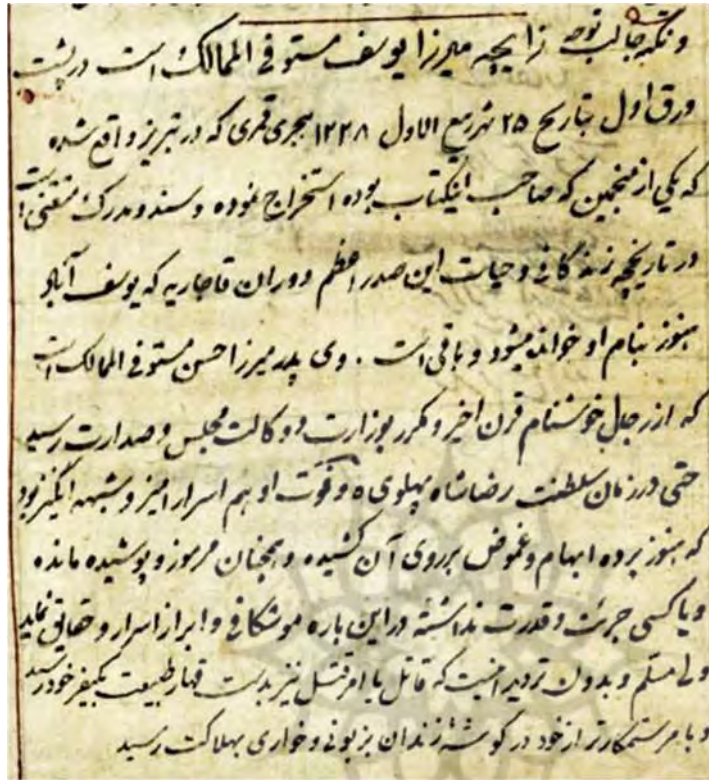 و نکته جالب توجه زایچه میرزا یوسف مستوفی الممالک است در پشت
ورق اول بتاریخ ۲۵ شهر ربیع الاول ۱۲۲۸ هجری قمری که در تبریز واقع شده
که یکی از منجمین که صاحب اینکتاب بوده استخراج نموده و سند و مدرک متقنی است
در تاریخچه زندگانی و حیات این صدر اعظم دوران قاجاریه که یوسف آباد
هنوز بنام او خوانده میشود و باقی است . وی پدر میرزا حسن مستوفی الممالک است
که از رجال خوشنام قرن اخیر و مکرر بوزارت و وکالت مجلس و صدارت رسید
حتی در زمان سلطنت رضاشاه پهلوی و فوت او هم اسرار امیز و شبهه انگیز بود
که هنوز پرده ابهام و غموض بر روی آن کشیده و همچنان مرموز و پوشیده مانده
و یا کسی جرئت و قدرت نداشته در این باره موشکافی و ابراز اسرار و حقایق نماید
ولی مسلم و بدون تردید اینست که قاتل یا امر قتل نیز بدست قهار طبیعت بکیفر خود رسید
و با مر ستمکارتر از خود در گوشهٔ زندان بزبونی و خواری بهلاکت رسید